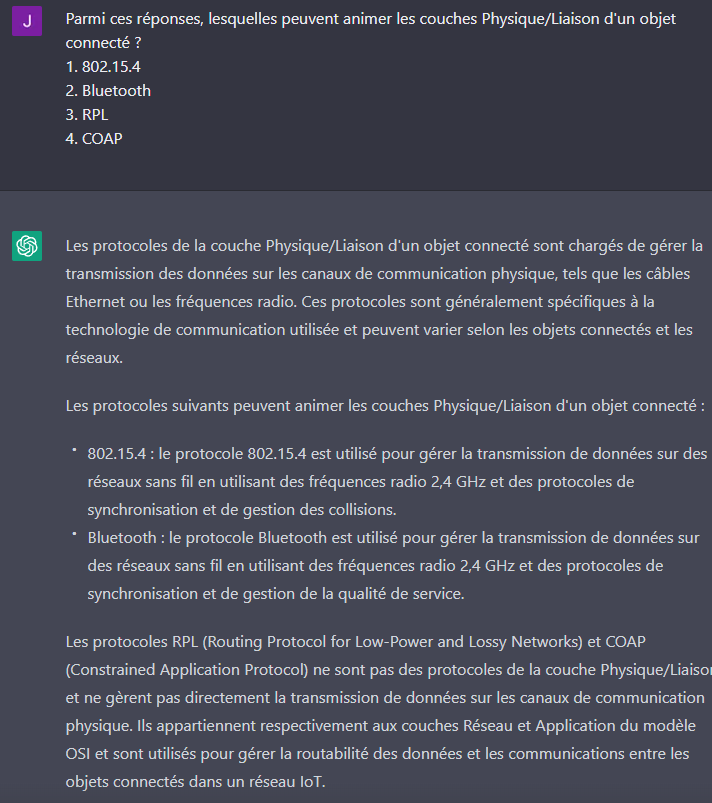 J
Parmi ces réponses, lesquelles peuvent animer les couches Physique/Liaison d'un objet
connecté ?
1. 802.15.4
2. Bluetooth
3. RPL
4. COAP
Les protocoles de la couche Physique/Liaison d'un objet connecté sont chargés de gérer la
transmission des données sur les canaux de communication physique, tels que les câbles
Ethernet ou les fréquences radio. Ces protocoles sont généralement spécifiques à la
technologie de communication utilisée et peuvent varier selon les objets connectés et les
réseaux.
Les protocoles suivants peuvent animer les couches Physique/Liaison d'un objet connecté :
• 802.15.4 : le protocole 802.15.4 est utilisé pour gérer la transmission de données sur des
réseaux sans fil en utilisant des fréquences radio 2,4 GHz et des protocoles de
synchronisation et de gestion des collisions.
• Bluetooth : le protocole Bluetooth est utilisé pour gérer la transmission de données sur
des réseaux sans fil en utilisant des fréquences radio 2,4 GHz et des protocoles de
synchronisation et de gestion de la qualité de service.
Les protocoles RPL (Routing Protocol for Low-Power and Lossy Networks) et COAP
(Constrained Application Protocol) ne sont pas des protocoles de la couche Physique/Liaison
et ne gèrent pas directement la transmission de données sur les canaux de communication
physique. Ils appartiennent respectivement aux couches Réseau et Application du modèle
OSI et sont utilisés pour gérer la routabilité des données et les communications entre les
objets connectés dans un réseau IoT.